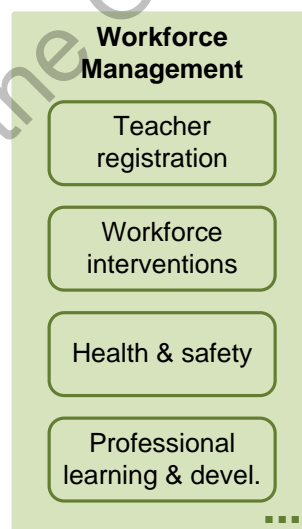 Workforce
Management
Teacher
registration
Workforce
interventions
Health & safety
Professional
learning & devel.